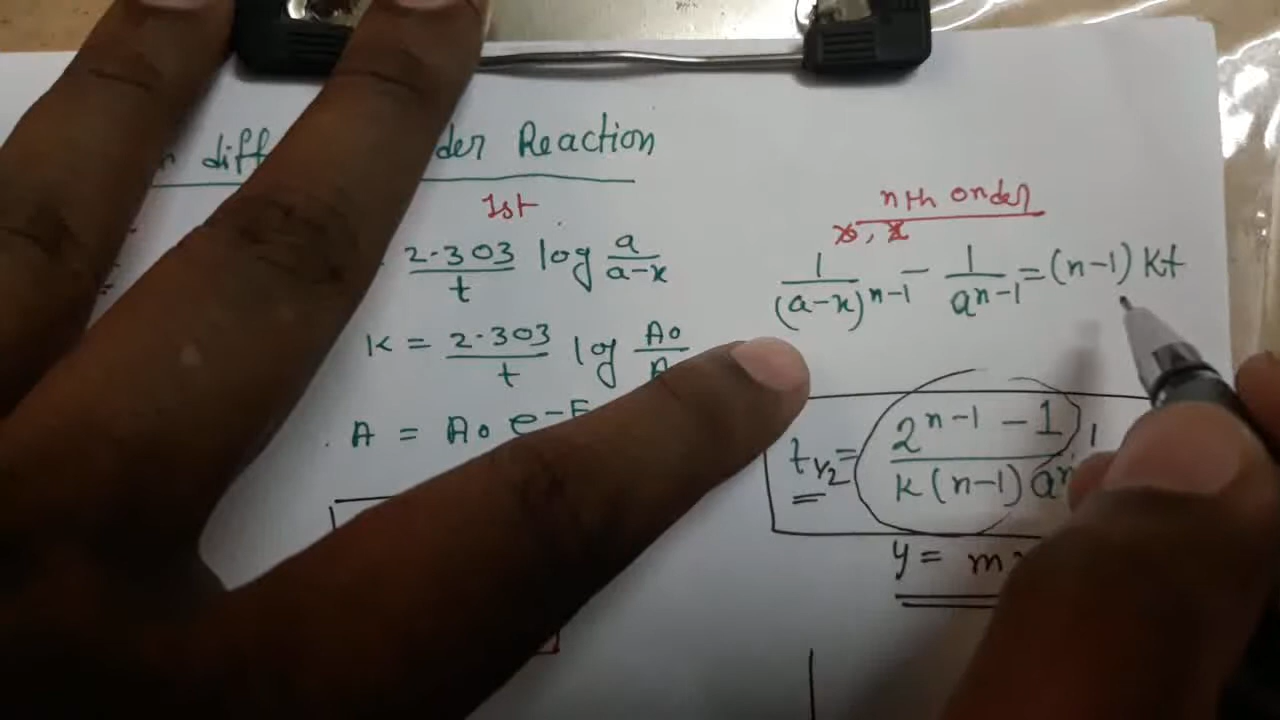 diff der Reaction
1st
2.303/t log a/a-x
K = 2.303/t log A₀/A
A = A₀ e^-
nth order
1/(a-x)^n-1 - 1/a^n-1 = (n-1) Kt
t_1/2 = 2^n-1 - 1 / K(n-1) a^n
y = m